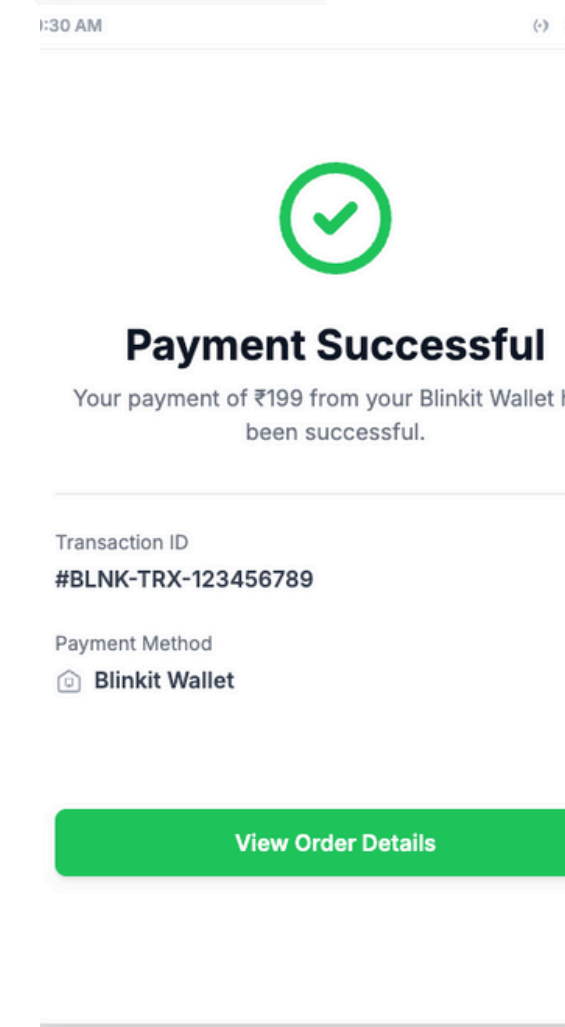 :30 AM
Payment Successful
Your payment of ₹199 from your Blinkit Wallet
been successful.
Transaction ID
#BLNK-TRX-123456789
Payment Method
Blinkit Wallet
View Order Details